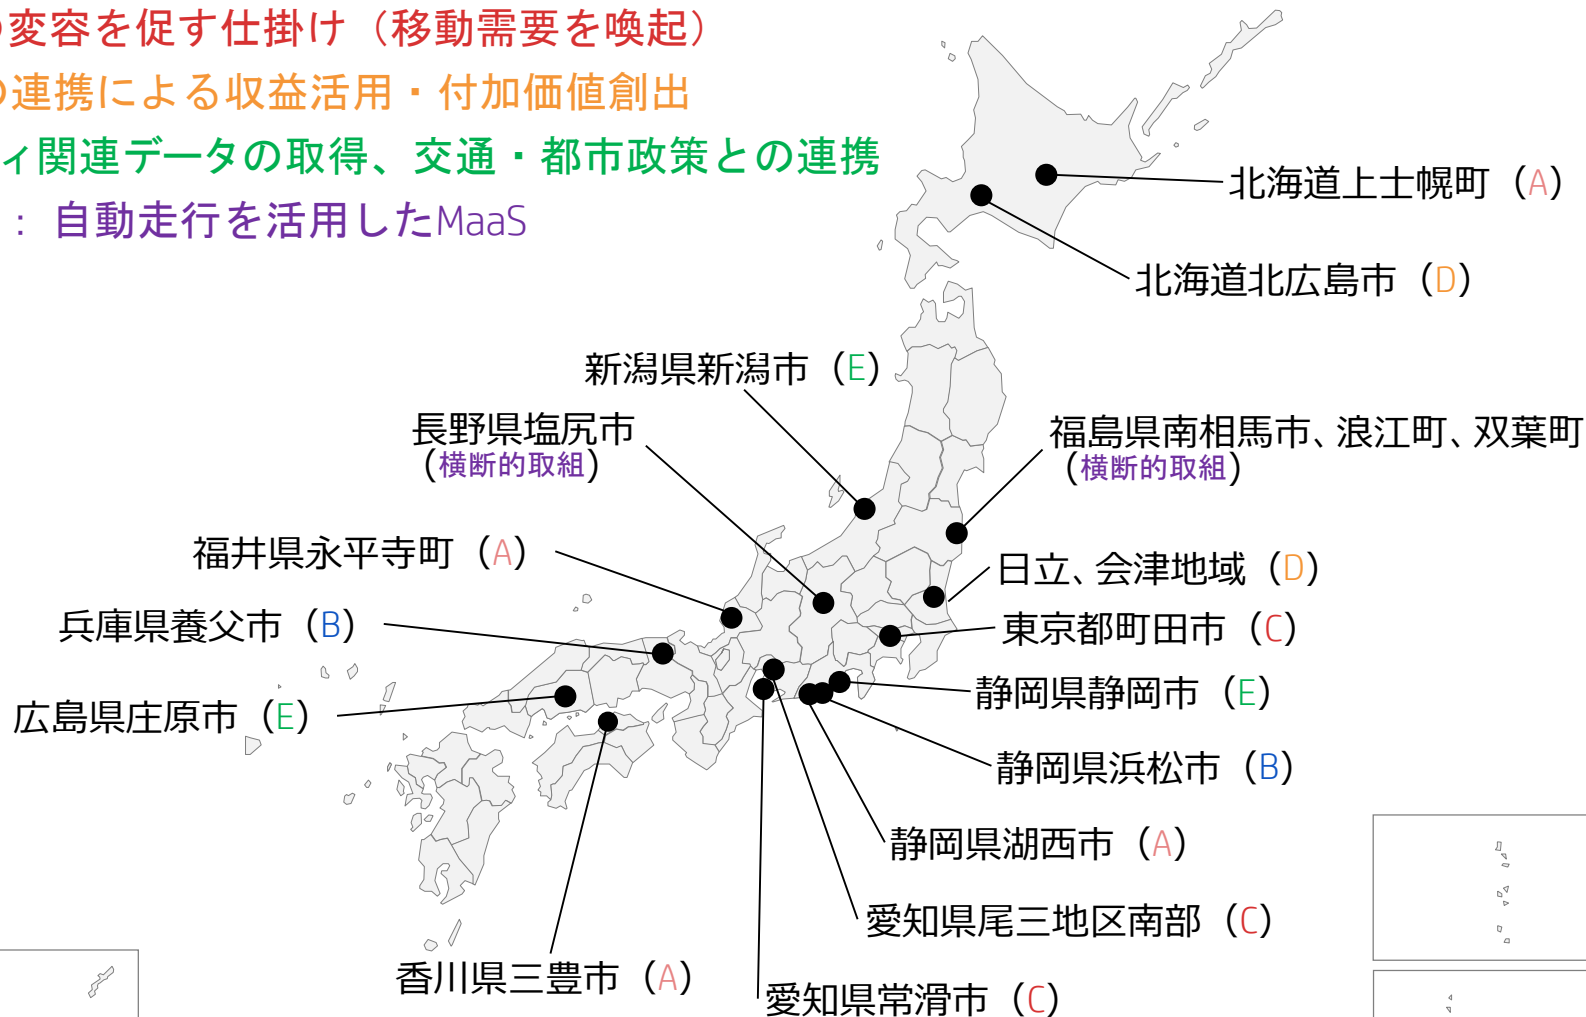 の変容を促す仕掛け（移動需要を喚起）
の連携による収益活用・付加価値創出
ィ関連データの取得、交通・都市政策との連携
：自動走行を活用したMaaS
北海道上士幌町（A）
北海道北広島市（D）
新潟県新潟市（E）
長野県塩尻市
（横断的取組）
福島県南相馬市、浪江町、双葉町
（横断的取組）
福井県永平寺町（A）
日立、会津地域（D）
兵庫県養父市（B）
東京都町田市（C）
静岡県静岡市（E）
広島県庄原市（E）
静岡県浜松市（B）
静岡県湖西市（A）
愛知県尾三地区南部（C）
香川県三豊市（A）
愛知県常滑市（C）